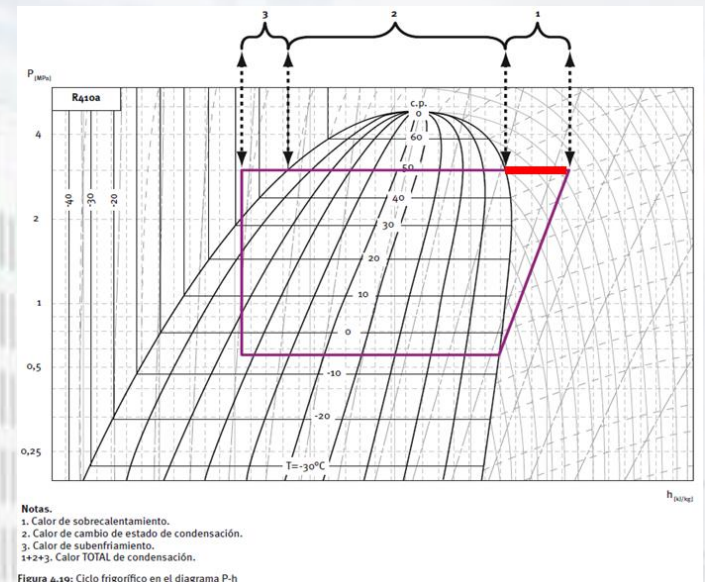 3 2 1
P [MPa]
R410a
c.p.
0
60
50
40
30
20
10
0
-10
-20
T=-30ºC
-40 -30 -20
4
2
1
0,5
0,25
h [kJ/kg]
Notas.
1. Calor de sobrecalentamiento.
2. Calor de cambio de estado de condensación.
3. Calor de subenfriamiento.
1+2+3. Calor TOTAL de condensación.
Figura 4.19: Ciclo frigorífico en el diagrama P-h